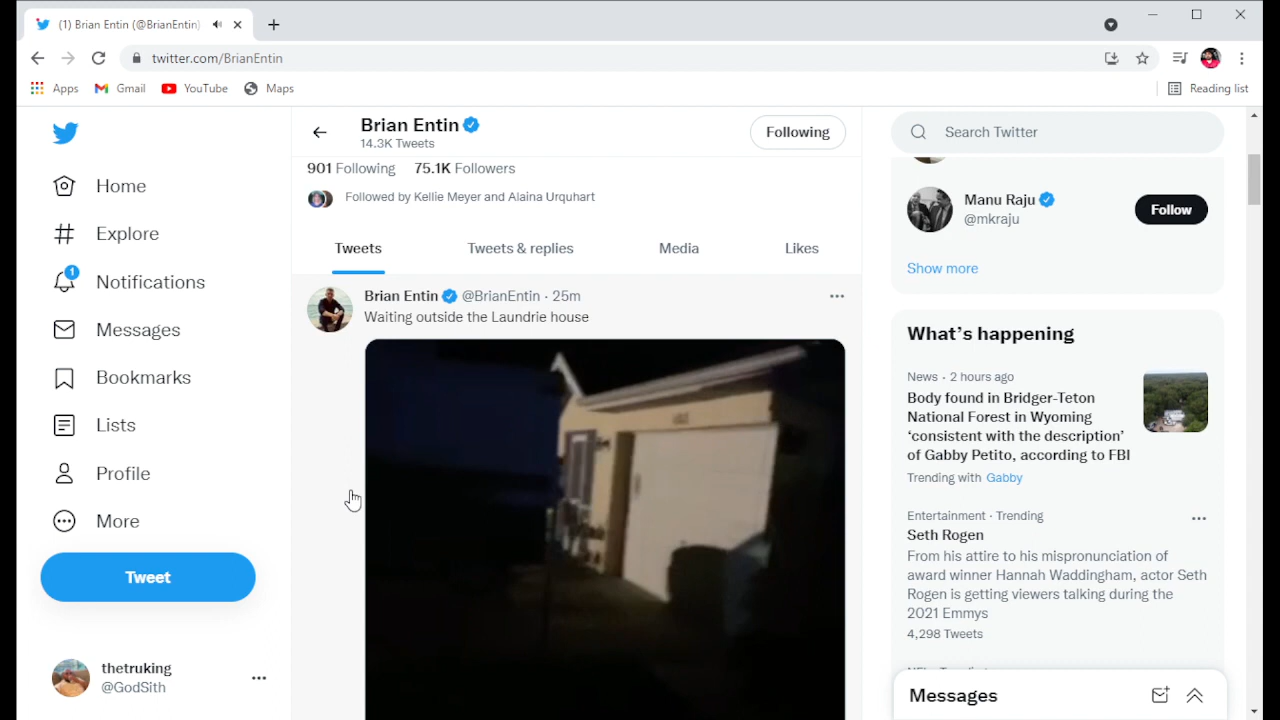 (1) Brian Entin (@BrianEntin)
twitter.com/BrianEntin
Apps
Gmail
YouTube
Maps
Reading list
Home
Explore
1
Notifications
Messages
Bookmarks
Lists
Profile
More
Tweet
thetruking
@GodSith
Brian Entin
14.3K Tweets
Following
901 Following 75.1K Followers
Followed by Kellie Meyer and Alaina Urquhart
Tweets
Tweets & replies
Media
Likes
Brian Entin @BrianEntin · 25m
Waiting outside the Laundrie house
Search Twitter
Manu Raju
@mkraju
Follow
Show more
What's happening
News · 2 hours ago
Body found in Bridger-Teton
National Forest in Wyoming
‘consistent with the description’
of Gabby Petito, according to FBI
Trending with Gabby
Entertainment · Trending
Seth Rogen
From his attire to his mispronunciation of
award winner Hannah Waddingham, actor Seth
Rogen is getting viewers talking during the
2021 Emmys
4,298 Tweets
Messages